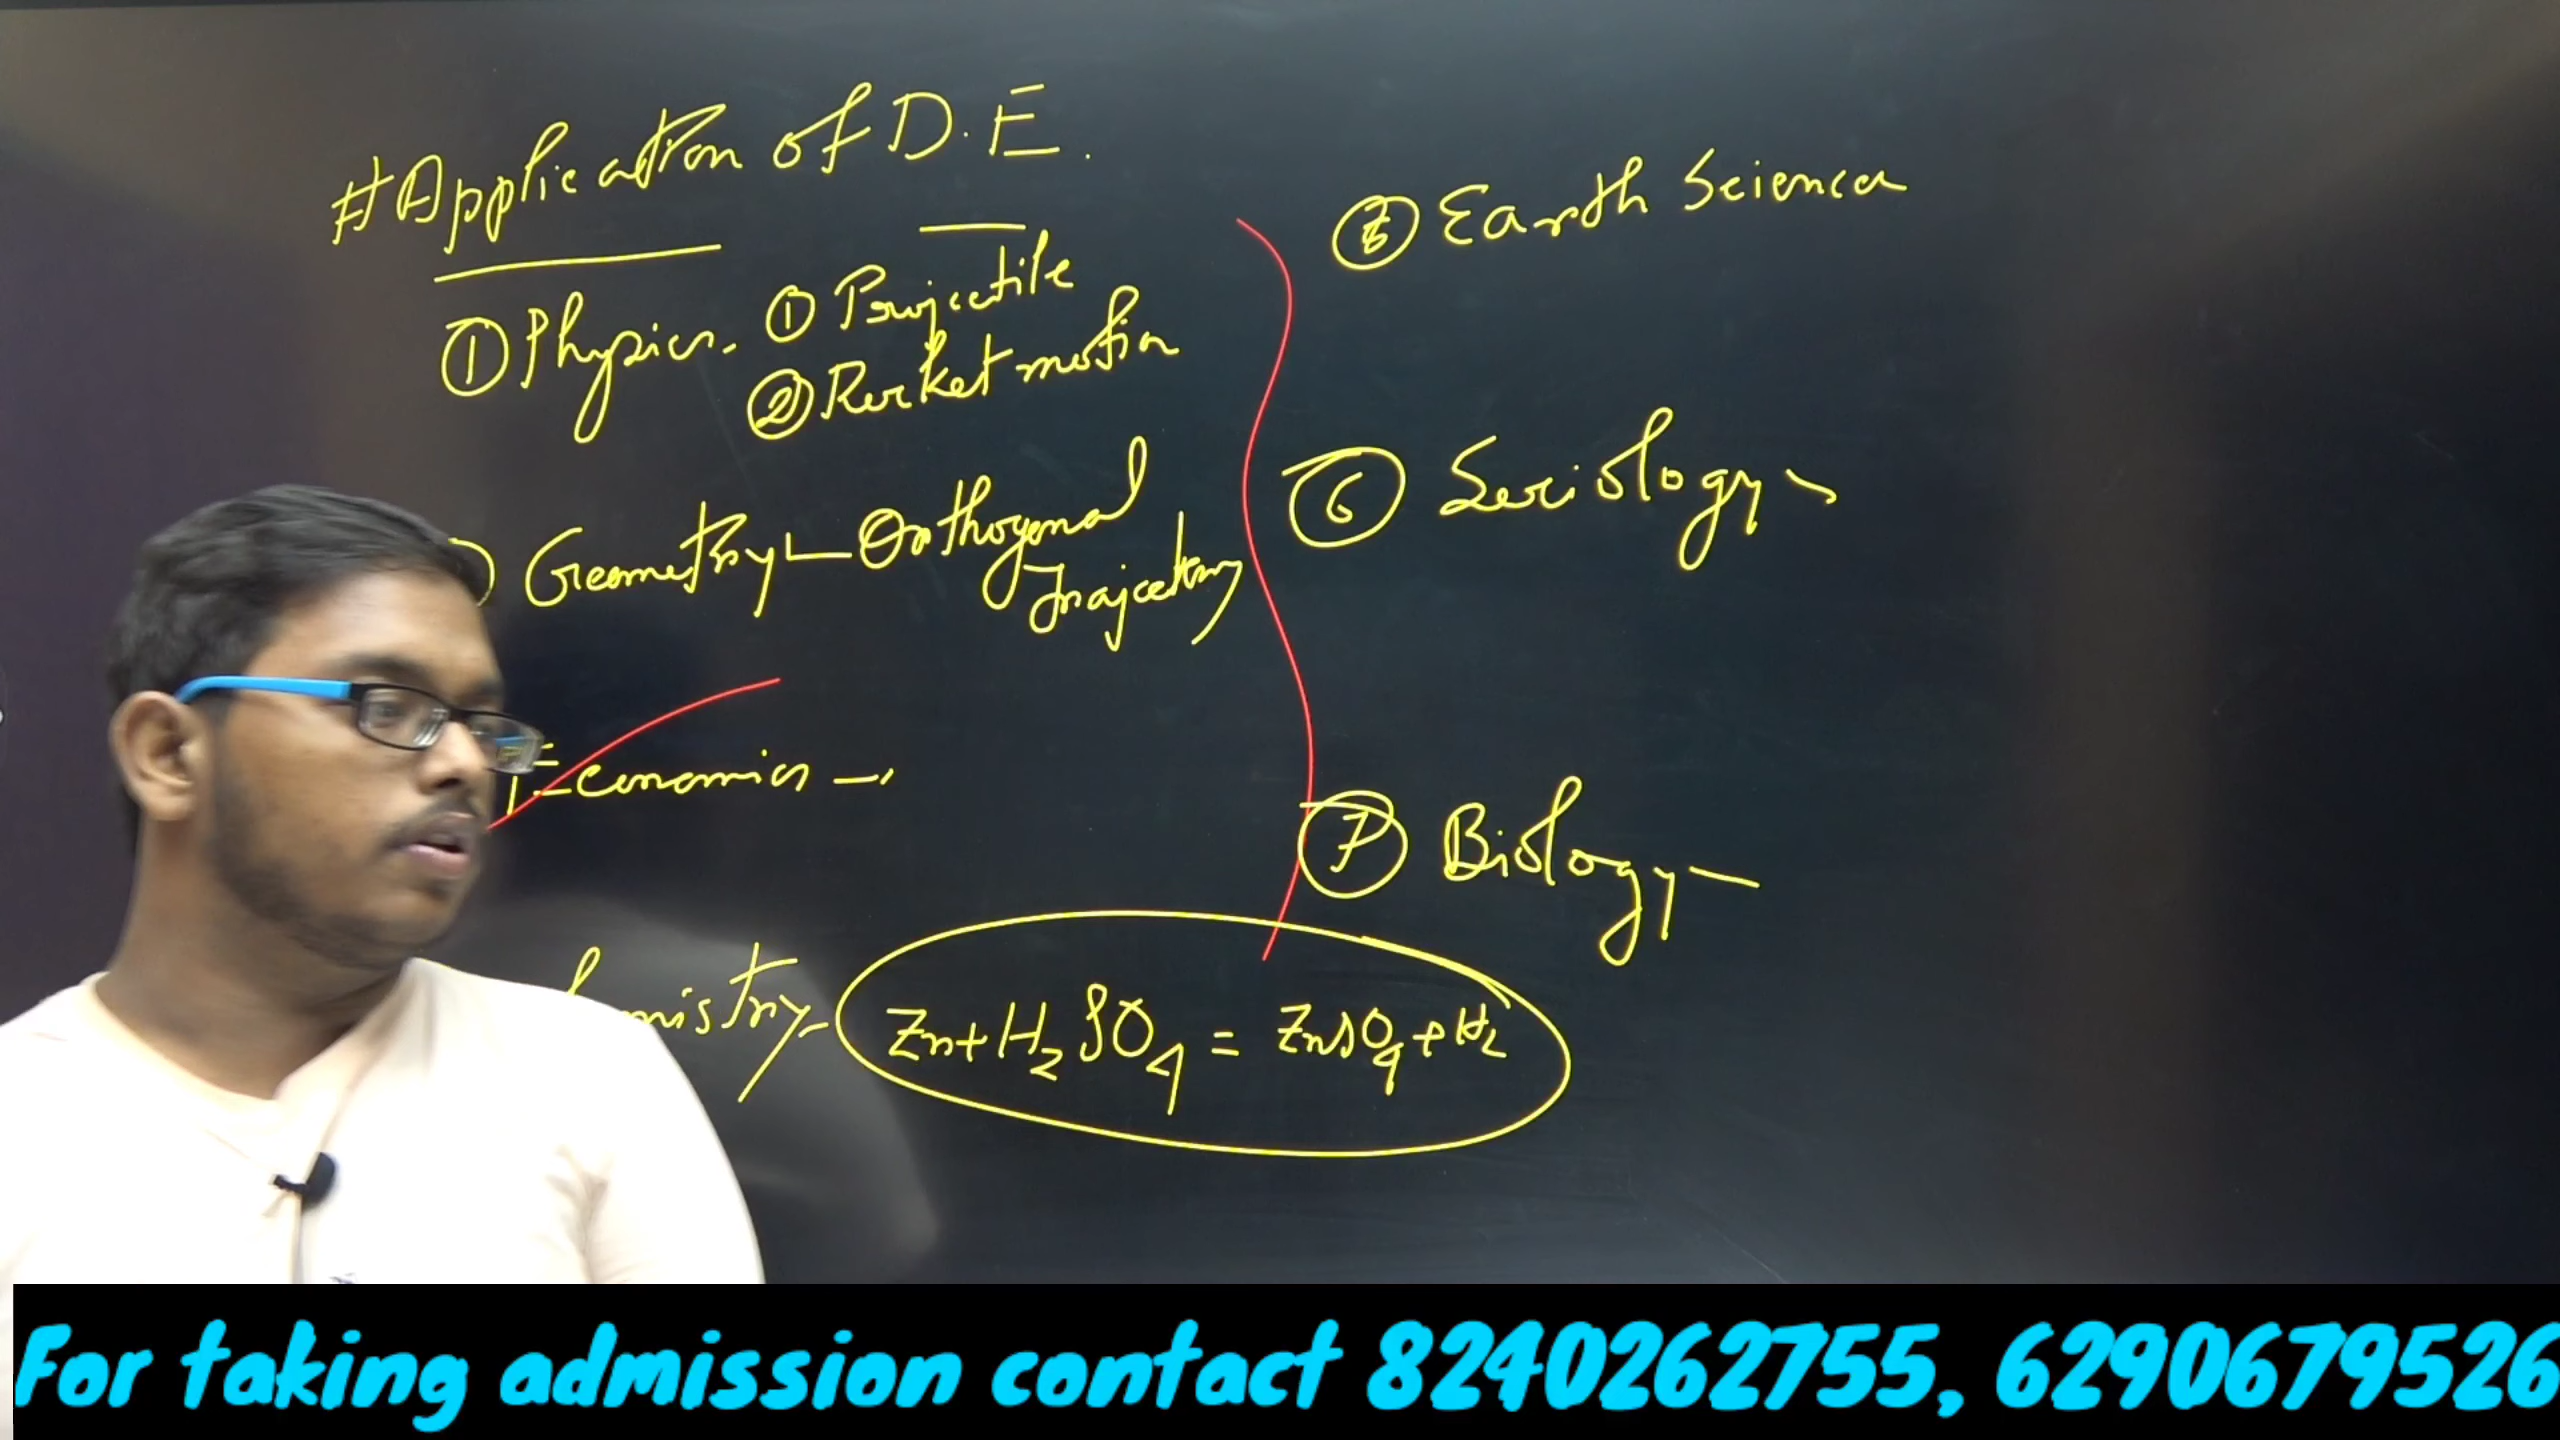 #Application of D.E.
① Physics. ① Projectile
② Rocket motion
Geometry - Orthogonal
Trajectory
Economics -
mistry - Zn+H2SO4 = ZnSO4+H2
⑤ Earth Science
⑥ Sociology -
⑦ Biology -
For taking admission contact 8240262755, 6290679526